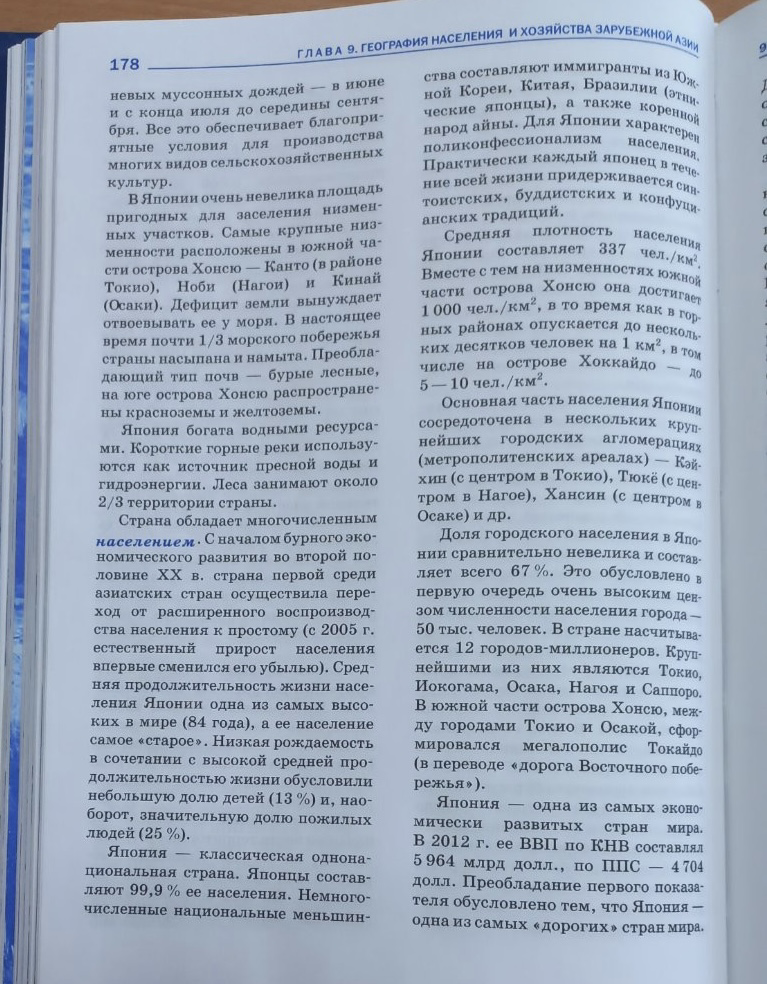 178
ГЛАВА 9. ГЕОГРАФИЯ НАСЕЛЕНИЯ И ХОЗЯЙСТВА ЗАРУБЕЖНОЙ АЗИИ
невых муссонных дождей — в июне
и с конца июля до середины сентя-
бря. Все это обеспечивает благопри-
ятные условия для производства
многих видов сельскохозяйственных
культур.
В Японии очень невелика площадь
пригодных для заселения низмен-
ных участков. Самые крупные низ-
менности расположены в южной ча-
сти острова Хонсю — Канто (в районе
Токио), Ноби (Нагои) и Кинай
(Осаки). Дефицит земли вынуждает
отвоевывать ее у моря. В настоящее
время почти 1/3 морского побережья
страны насыпана и намыта. Преобла-
дающий тип почв — бурые лесные,
на юге острова Хонсю распростране-
ны красноземы и желтоземы.
Япония богата водными ресурса-
ми. Короткие горные реки использу-
ются как источник пресной воды и
гидроэнергии. Леса занимают около
2/3 территории страны.
Страна обладает многочисленным
населением. С началом бурного эко-
номического развития во второй по-
ловине XX в. страна первой среди
азиатских стран осуществила пере-
ход от расширенного воспроизвод-
ства населения к простому (с 2005 г.
естественный прирост населения
впервые сменился его убылью). Сред-
няя продолжительность жизни насе-
ления Японии одна из самых высо-
ких в мире (84 года), а ее население
самое «старое». Низкая рождаемость
в сочетании с высокой средней про-
должительностью жизни обусловили
небольшую долю детей (13 %) и, нао-
борот, значительную долю пожилых
людей (25 %).
Япония — классическая однона-
циональная страна. Японцы состав-
ляют 99,9 % ее населения. Немного-
численные национальные меньшин-
ства составляют иммигранты из Юж-
ной Кореи, Китая, Бразилии (этни-
ческие японцы), а также коренной
народ айны. Для Японии характерен
поликонфессионализм населения.
Практически каждый японец в тече-
ние всей жизни придерживается син-
тоистских, буддистских и конфуци-
анских традиций.
Средняя плотность населения
Японии составляет 337 чел./км².
Вместе с тем на низменностях южной
части острова Хонсю она достигает
1 000 чел./км², в то время как в гор-
ных районах опускается до несколь-
ких десятков человек на 1 км², в том
числе на острове Хоккайдо — до
5—10 чел./км².
Основная часть населения Японии
сосредоточена в нескольких круп-
нейших городских агломерациях
(метрополитенских ареалах) — Кэй-
хин (с центром в Токио), Тюкё (с цен-
тром в Нагое), Хансин (с центром в
Осаке) и др.
Доля городского населения в Япо-
нии сравнительно невелика и состав-
ляет всего 67 %. Это обусловлено в
первую очередь очень высоким цен-
зом численности населения города —
50 тыс. человек. В стране насчитыва-
ется 12 городов-миллионеров. Круп-
нейшими из них являются Токио,
Иокогама, Осака, Нагоя и Саппоро.
В южной части острова Хонсю, меж-
ду городами Токио и Осакой, сфор-
мировался мегалополис Токайдо
(в переводе «дорога Восточного побе-
режья»).
Япония — одна из самых эконо-
мически развитых стран мира.
В 2012 г. ее ВВП по КНВ составлял
5 964 млрд долл., по ППС — 4 704
долл. Преобладание первого показа-
теля обусловлено тем, что Япония —
одна из самых «дорогих» стран мира.